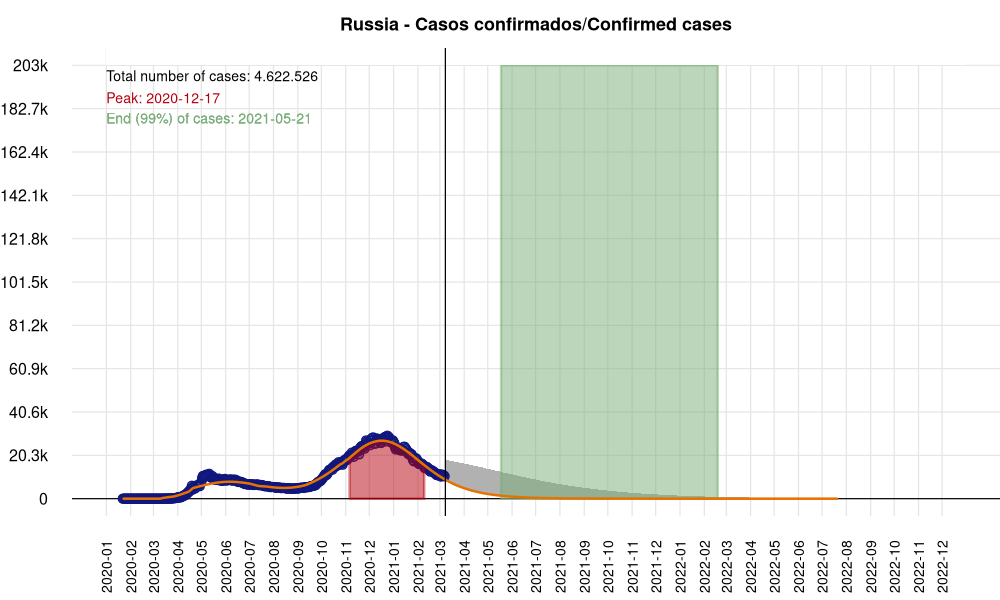 Russia - Casos confirmados/Confirmed cases
203k
Total number of cases: 4.622.526
Peak: 2020-12-17
182.7k
End (99%) of cases: 2021-05-21
162.4k
142.1k
121.8k
101.5k
81.2k
60.9k
40.6k
20.3k
0
2020-01
2020-02
2020-03
2020-04
2020-05
2020-06
2020-07
2020-08
2020-09
2020-10
2020-11
2020-12
2021-01
2021-02
2021-03
2021-04
2021-05
2021-06
2021-07
2021-08
2021-09
2021-10
2021-11
2021-12
2022-01
2022-02
2022-03
2022-04
2022-05
2022-06
2022-07
2022-08
2022-09
2022-10
2022-11
2022-12